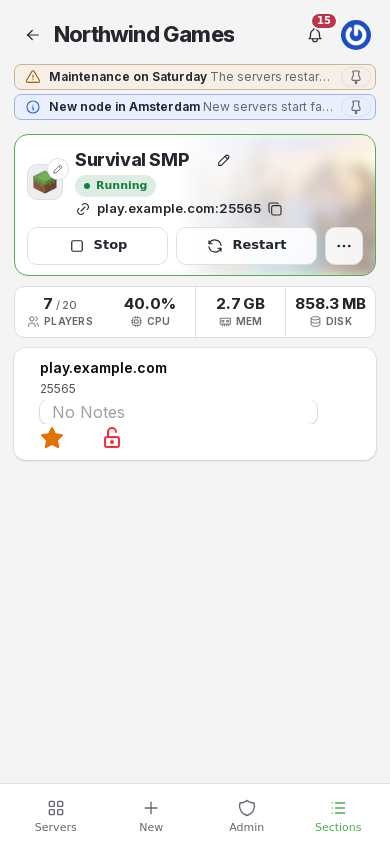 Northwind Games
15
Maintenance on Saturday The servers restar...
New node in Amsterdam New servers start fa...
Survival SMP
Running
play.example.com:25565
Stop
Restart
7 / 20
PLAYERS
40.0%
CPU
2.7 GB
MEM
858.3 MB
DISK
play.example.com
25565
No Notes
Servers
New
Admin
Sections